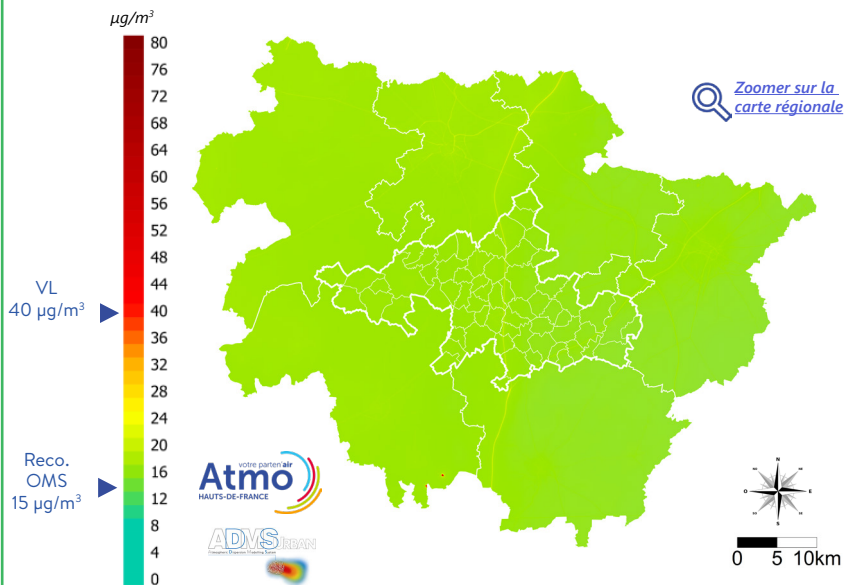 µg/m³
80
76
72
68
64
60
56
52
48
44
40
36
32
28
24
20
16
12
8
4
0
VL
40 µg/m³
Reco.
OMS
15 µg/m³
Zoomer sur la
carte régionale
votre parten'air
Atmo
HAUTS-DE-FRANCE
ADMS URBAN
N
O
E
S
0 5 10km